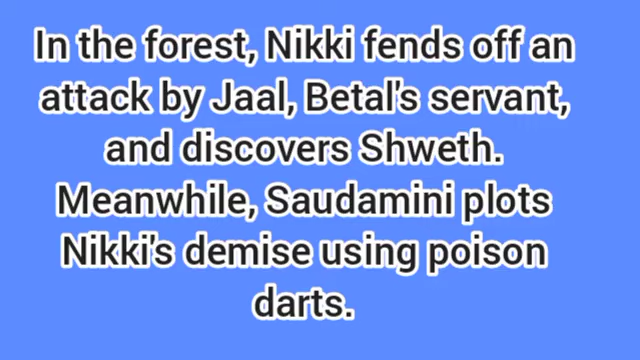 In the forest, Nikki fends off an
attack by Jaal, Betal's servant,
and discovers Shweth.
Meanwhile, Saudamini plots
Nikki's demise using poison
darts.